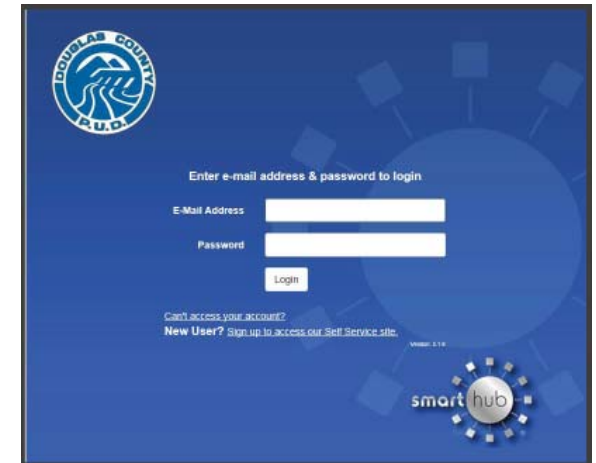 DOUGLAS COUNTY
P.U.D.
Enter e-mail address & password to login
E-Mail Address
Password
Login
Can't access your account?
New User? Sign up to access our Self Service site.
smart hub